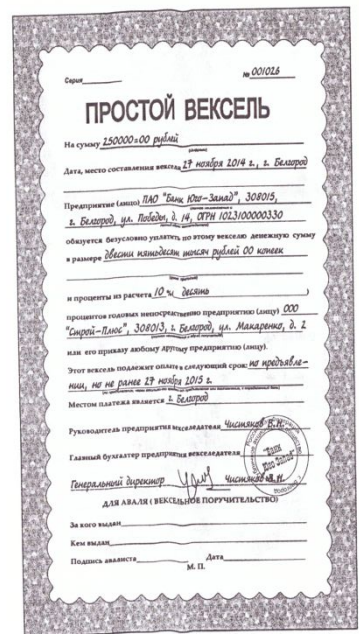 Серия
№ 001026
ПРОСТОЙ ВЕКСЕЛЬ
На сумму 250000=00 рублей
Дата, место составления векселя 27 ноября 2014 г., г. Белгород
Предприятие (лицо) ПАО "Банк Юго-Запад", 308015,
г. Белгород, ул. Победы, д. 14, ОГРН 1023100000330
обязуется безусловно уплатить по этому векселю денежную сумму
в размере двести пятьдесят тысяч рублей 00 копеек
и проценты из расчета 10 % десять )
процентов годовых непосредственно предприятию (лицу) ООО
"Строй-Плюс", 308013, г. Белгород, ул. Макаренко, д. 2
или его приказу любому другому предприятию (лицу).
Этот вексель подлежит оплате в следующий срок: по предъявле-
нии, но не ранее 27 ноября 2015 г.
Местом платежа является г. Белгород
Руководитель предприятия векселедателя Чистяков В.Н.
Главный бухгалтер предприятия векселедателя
"Банк
Юго-Запад"
Генеральный директор Чистяков В.Н.
ДЛЯ АВАЛЯ ( ВЕКСЕЛЬНОЕ ПОРУЧИТЕЛЬСТВО)
За кого выдан
Кем выдан
Подпись авалиста Дата
М. П.